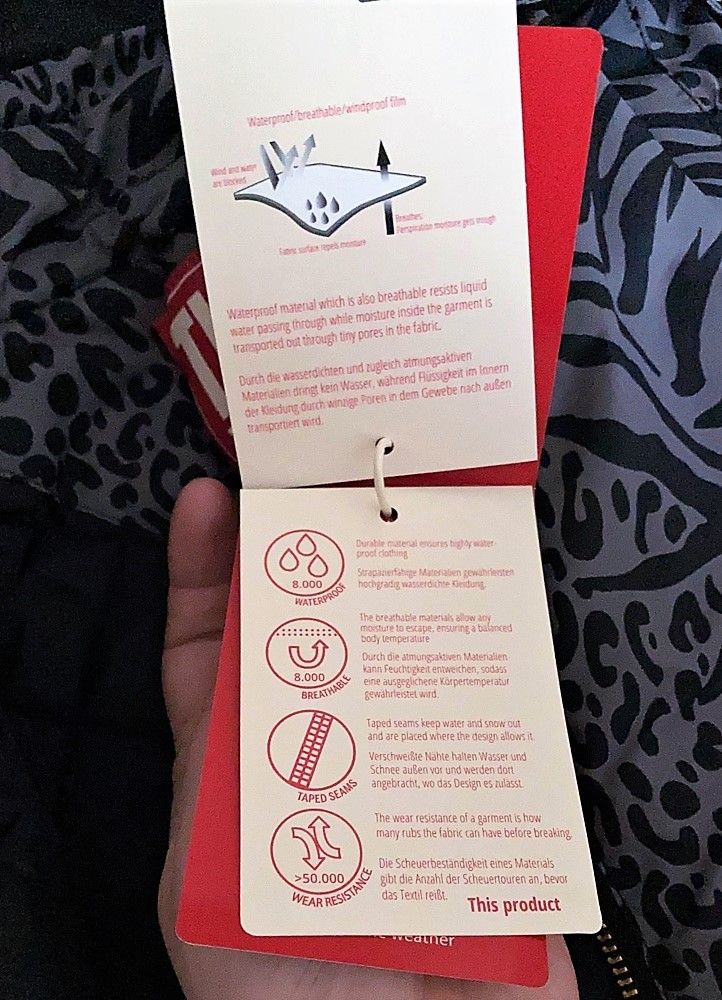 Waterproof/breathable/windproof film
Wind and water
are blocked
Breathes:
Perspiration moisture gets rough
Fabric surface repels moisture
Waterproof material which is also breathable resists liquid
water passing through while moisture inside the garment is
transported out through tiny pores in the fabric.
Durch die wasserdichten und zugleich atmungsaktiven
Materialien dringt kein Wasser, während Flüssigkeit im Innern
der Kleidung durch winzige Poren in dem Gewebe nach außen
transportiert wird.
8.000
WATERPROOF
Durable material ensures highly water-
proof clothing
Strapazierfähige Materialien gewährleisten
hochgradig wasserdichte Kleidung.
8.000
BREATHABLE
The breathable materials allow any
moisture to escape, ensuring a balanced
body temperature
Durch die atmungsaktiven Materialien
kann Feuchtigkeit entweichen, sodass
eine ausgeglichene Körpertemperatur
gewährleistet wird.
TAPED SEAMS
Taped seams keep water and snow out
and are placed where the design allows it.
Verschweißte Nähte halten Wasser und
Schnee außen vor und werden dort
angebracht, wo das Design es zulässt.
>50.000
WEAR RESISTANCE
The wear resistance of a garment is how
many rubs the fabric can have before breaking.
Die Scheuerbeständigkeit eines Materials
gibt die Anzahl der Scheuertouren an, bevor
das Textil reißt.
This product
weather